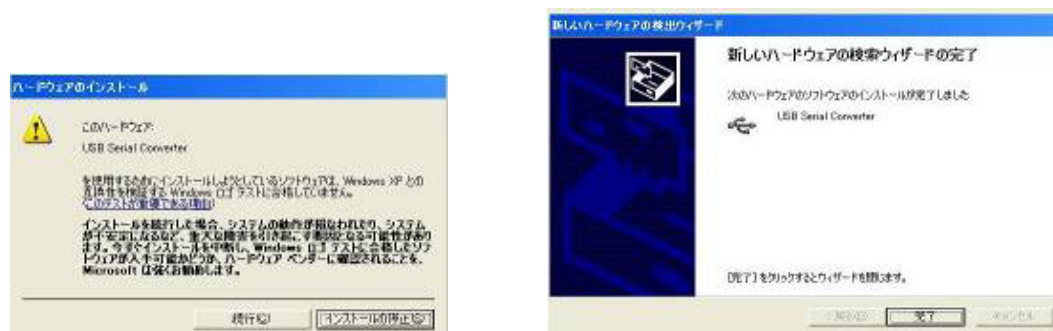 ハードウェアのインストール
このハードウェア:
USB Serial Converter
を使用するためにインストールしようとしているソフトウェアは、Windows XP との
互換性を検証する Windows ロゴ テストに合格していません。
(このテストが重要である理由)
インストールを続行した場合、システムの動作が損なわれたり、システム
が不安定になるなど、重大な障害を引き起こす要因となる可能性があり
ます。今すぐインストールを中断し、Windows ロゴ テストに合格したソフ
トウェアが入手可能かどうか、ハードウェア ベンダーに確認されることを、
Microsoft は強くお勧めします。
続行(C)
インストールの停止(S)
新しいハードウェアの検出ウィザード
新しいハードウェアの検索ウィザードの完了
次のハードウェアのソフトウェアのインストールが完了しました
USB Serial Converter
[完了] をクリックするとウィザードを閉じます。
完了
キャンセル